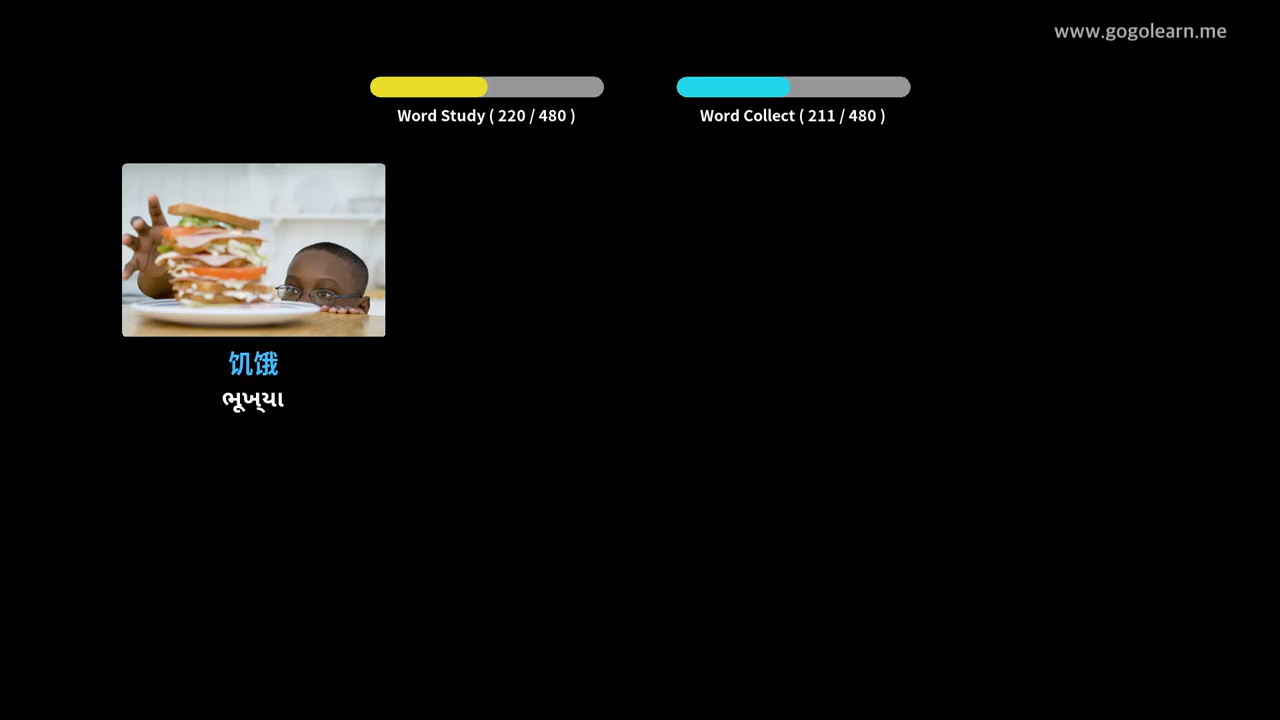 www.gogolearn.me
Word Study ( 220 / 480 )
Word Collect ( 211 / 480 )
饥饿
ભૂખ્યા